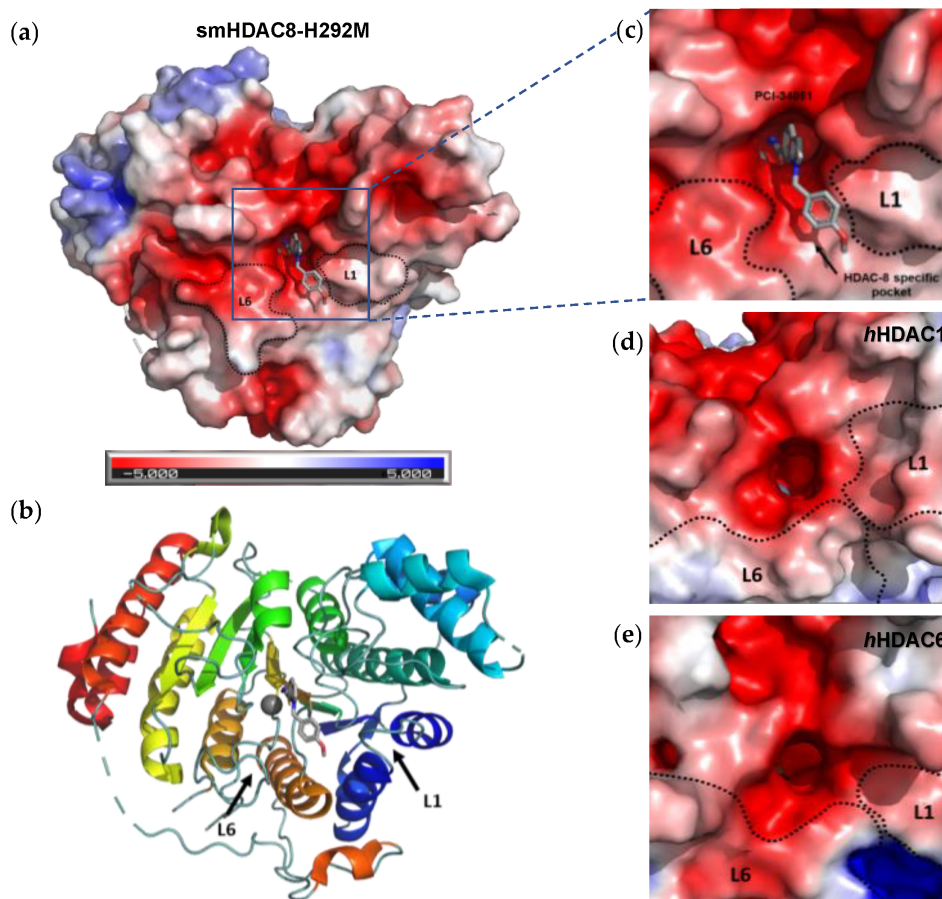 (a)
smHDAC8-H292M
L6
L1
-5.000
5.000
(b)
L6
L1
(c)
PCI-34051
L6
L1
HDAC-8 specific
pocket
(d)
hHDAC1
L1
L6
(e)
hHDAC6
L1
L6